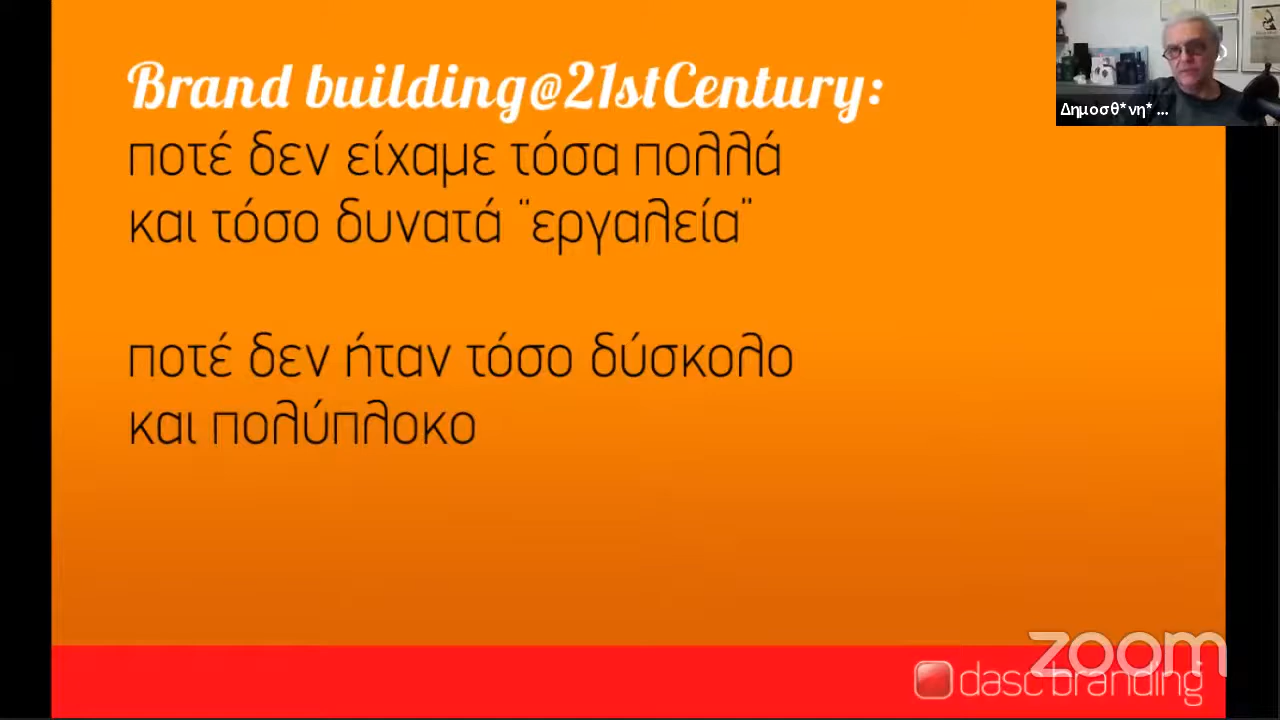 Brand building@21stCentury:
ποτέ δεν είχαμε τόσα πολλά
και τόσο δυνατά "εργαλεία"
ποτέ δεν ήταν τόσο δύσκολο
και πολύπλοκο
Δημοσθ*νη* ...
zoom
dasc branding